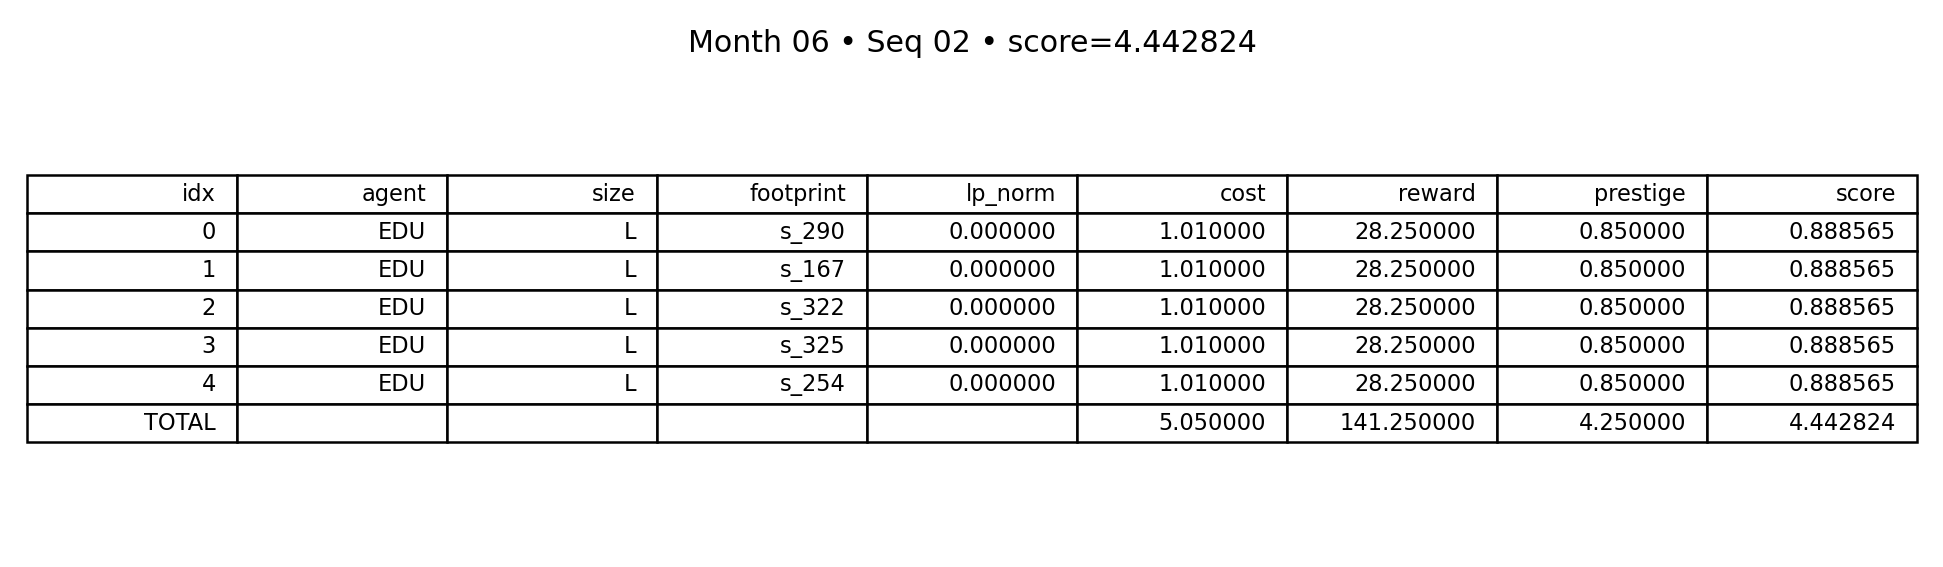 Month 06 • Seq 02 • score=4.442824
idx agent size footprint lp_norm cost reward prestige score
0 EDU L s_290 0.000000 1.010000 28.250000 0.850000 0.888565
1 EDU L s_167 0.000000 1.010000 28.250000 0.850000 0.888565
2 EDU L s_322 0.000000 1.010000 28.250000 0.850000 0.888565
3 EDU L s_325 0.000000 1.010000 28.250000 0.850000 0.888565
4 EDU L s_254 0.000000 1.010000 28.250000 0.850000 0.888565
TOTAL 5.050000 141.250000 4.250000 4.442824